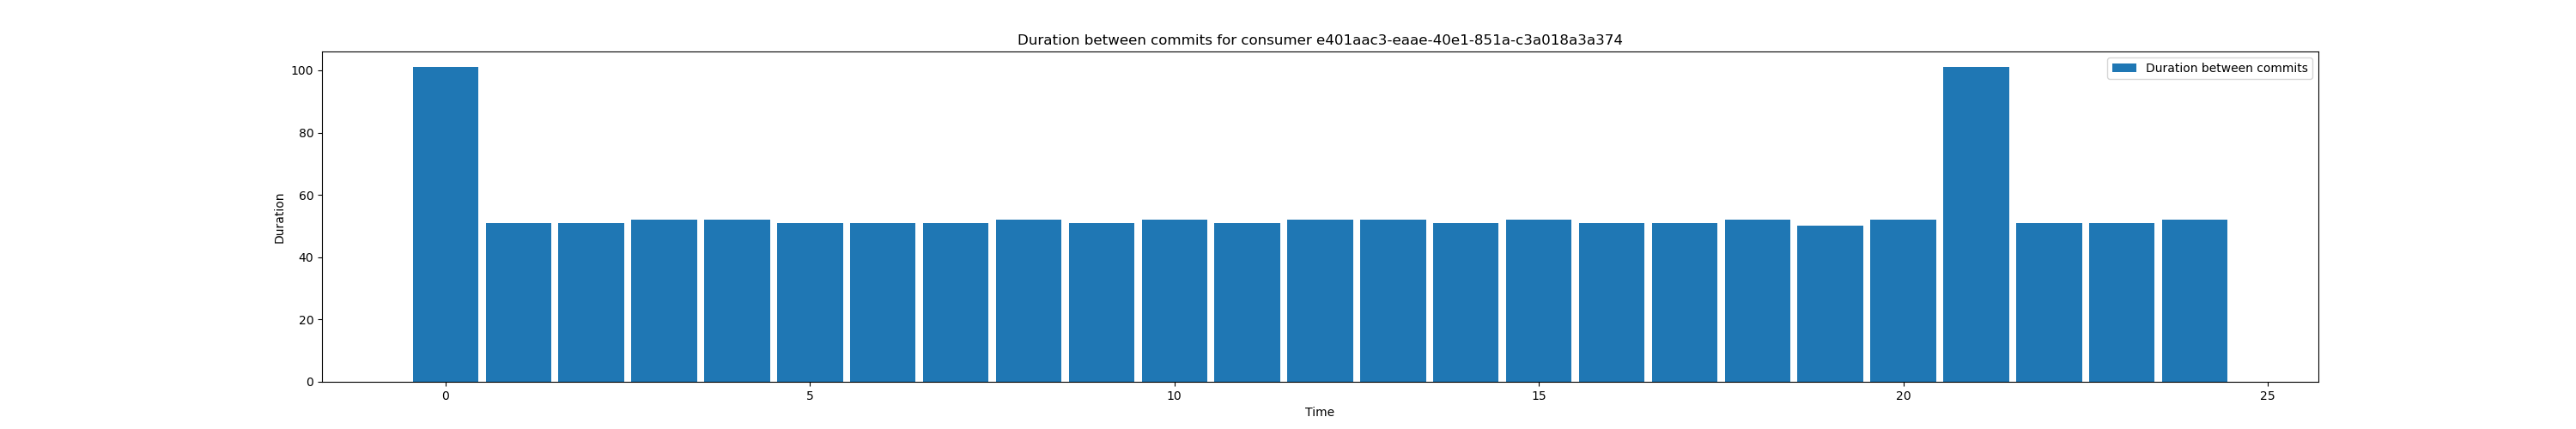 Duration between commits for consumer e401aac3-eaae-40e1-851a-c3a018a3a374
Duration between commits
100
80
60
40
20
0
Duration
0 5 10 15 20 25
Time